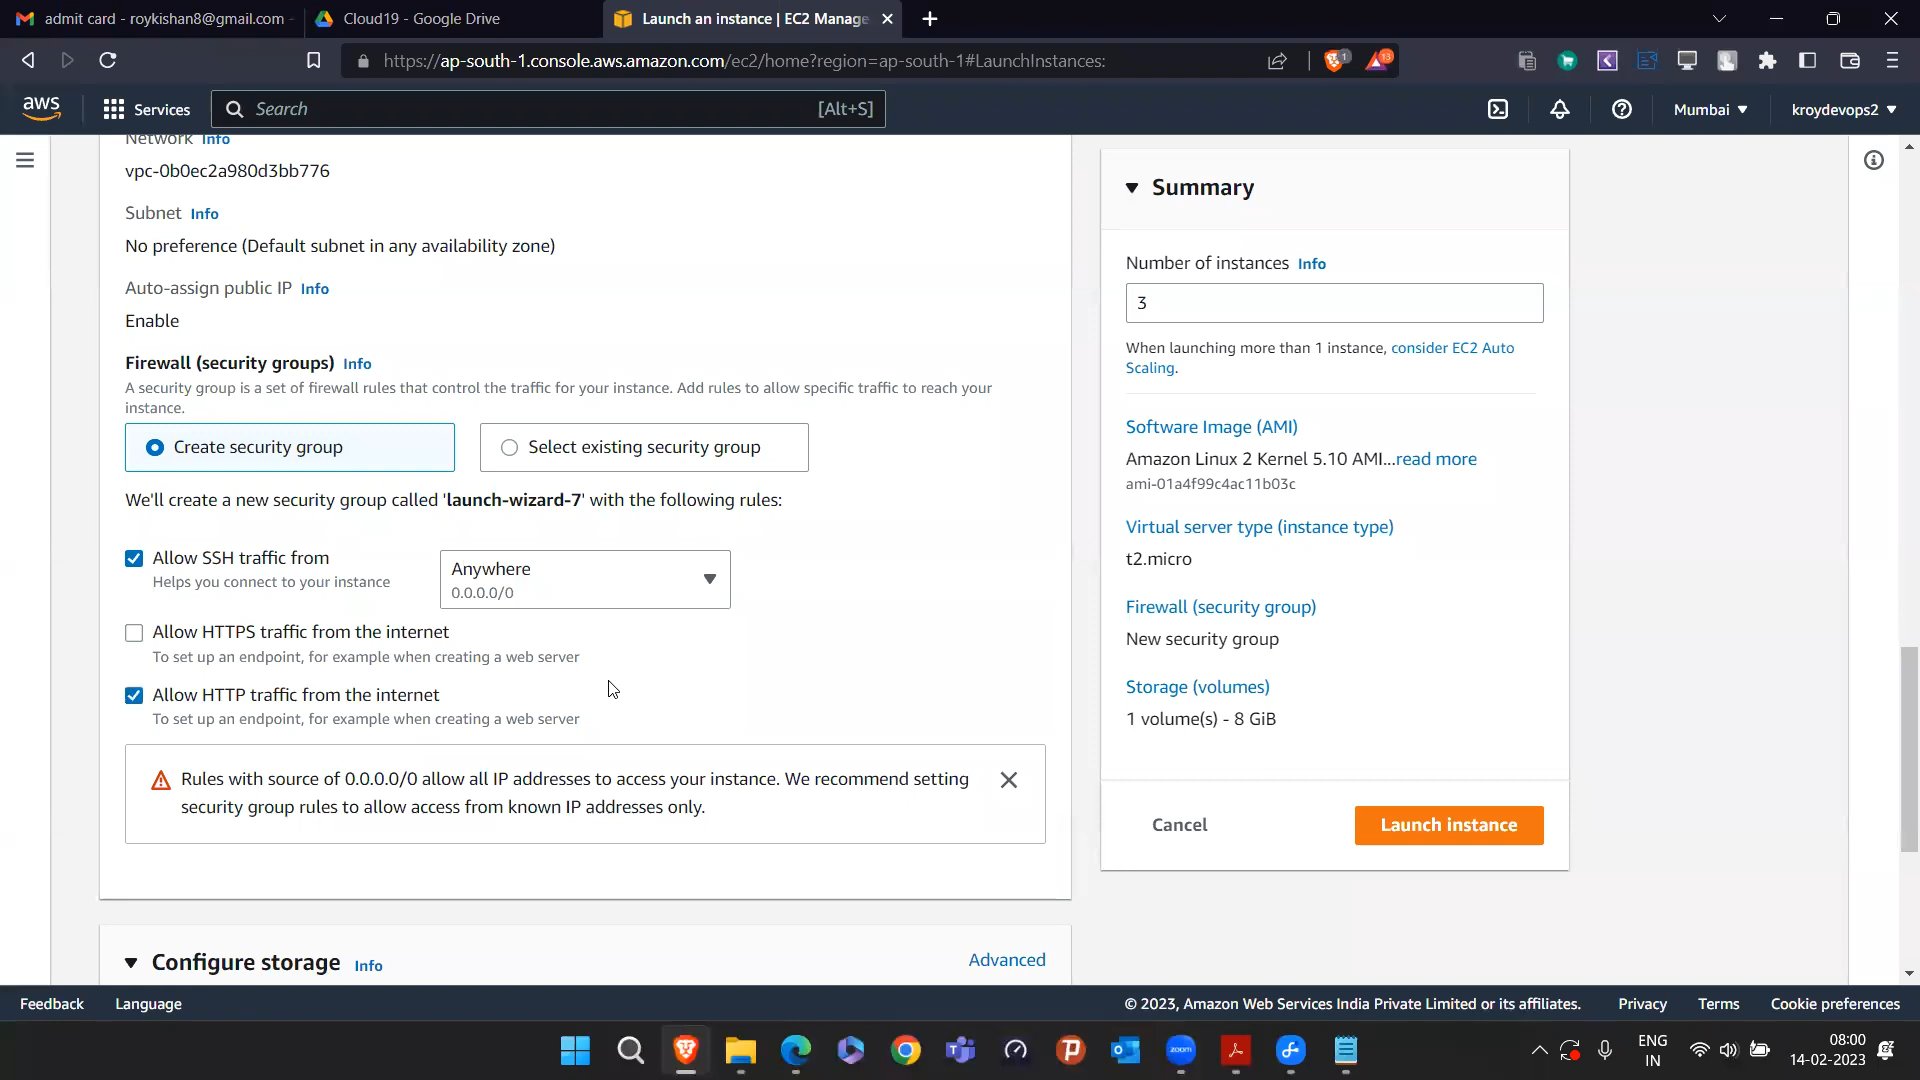 admit card - roykishan8@gmail.com -
Cloud19 - Google Drive
Launch an instance | EC2 Manage
https://ap-south-1.console.aws.amazon.com/ec2/home?region=ap-south-1#LaunchInstances:
1
13
aws
Services
Search
[Alt+S]
Mumbai
kroydevops2
Network Info
vpc-0b0ec2a980d3bb776
Subnet Info
No preference (Default subnet in any availability zone)
Auto-assign public IP Info
Enable
Firewall (security groups) Info
A security group is a set of firewall rules that control the traffic for your instance. Add rules to allow specific traffic to reach your
instance.
Create security group
Select existing security group
We'll create a new security group called 'launch-wizard-7' with the following rules:
Allow SSH traffic from
Helps you connect to your instance
Anywhere
0.0.0.0/0
Allow HTTPS traffic from the internet
To set up an endpoint, for example when creating a web server
Allow HTTP traffic from the internet
To set up an endpoint, for example when creating a web server
Rules with source of 0.0.0.0/0 allow all IP addresses to access your instance. We recommend setting
security group rules to allow access from known IP addresses only.
Configure storage Info
Advanced
Summary
Number of instances Info
3
When launching more than 1 instance, consider EC2 Auto
Scaling.
Software Image (AMI)
Amazon Linux 2 Kernel 5.10 AMI...read more
ami-01a4f99c4ac11b03c
Virtual server type (instance type)
t2.micro
Firewall (security group)
New security group
Storage (volumes)
1 volume(s) - 8 GiB
Cancel
Launch instance
Feedback
Language
© 2023, Amazon Web Services India Private Limited or its affiliates.
Privacy
Terms
Cookie preferences
zoom
ENG
IN
08:00
14-02-2023